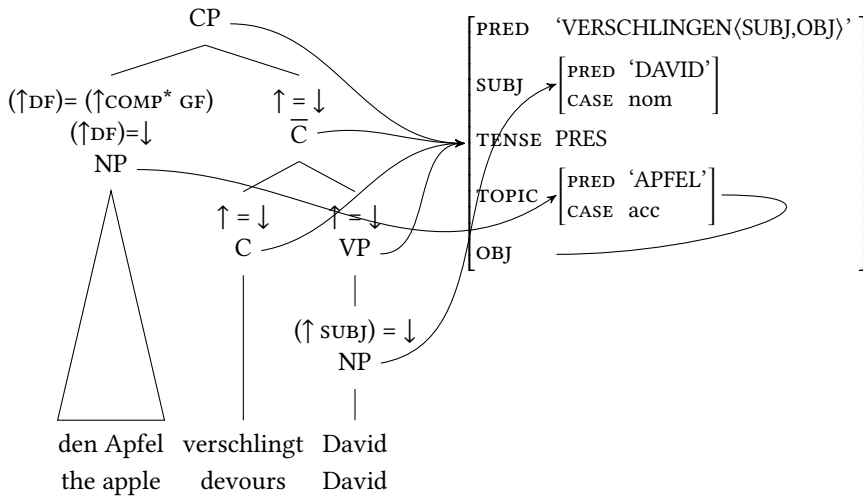 CP
(↑DF)= (↑COMP* GF)
(↑DF)=↓
NP
↑ = ↓
C̅
↑ = ↓
C
↑ = ↓
VP
(↑ SUBJ) = ↓
NP
den Apfel verschlingt David
the apple devours David
PRED ‘VERSCHLINGEN⟨SUBJ,OBJ⟩’
SUBJ [PRED ‘DAVID’
CASE nom]
TENSE PRES
TOPIC [PRED ‘APFEL’
CASE acc]
OBJ